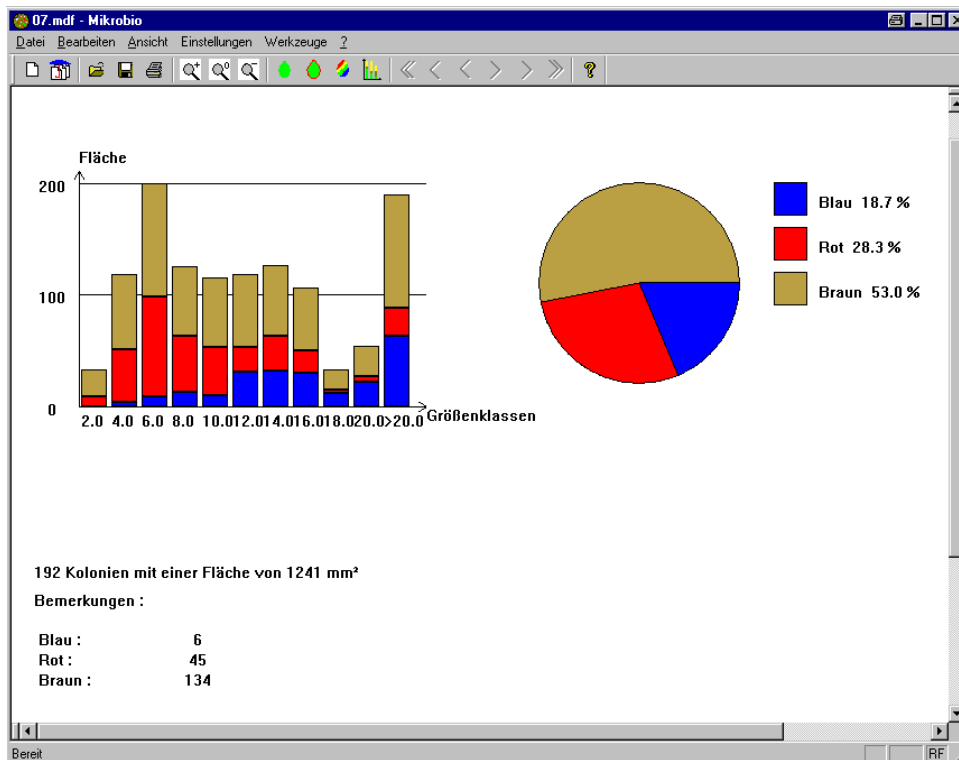 07.mdf - Mikrobio
Datei Bearbeiten Ansicht Einstellungen Werkzeuge ?
Fläche
200
100
0
2.0 4.0 6.0 8.0 10.0 12.0 14.0 16.0 18.0 20.0 >20.0
Größenklassen
Blau 18.7 %
Rot 28.3 %
Braun 53.0 %
192 Kolonien mit einer Fläche von 1241 mm²
Bemerkungen :
Blau : 6
Rot : 45
Braun : 134
Bereit RF